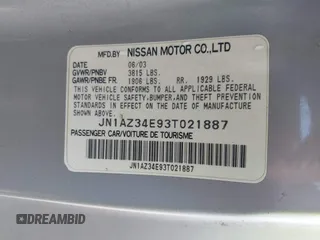 MFD.BY NISSAN MOTOR CO.,LTD
DATE 06/03
GVWR/PNBV 3815 LBS.
GAWR/PNBE FR. 1906 LBS. RR. 1929 LBS.
THIS VEHICLE CONFORMS TO ALL APPLICABLE FEDERAL
MOTOR VEHICLE SAFETY,BUMPER,AND THEFT PREVENTION
STANDARDS IN EFFECT ON THE DATE OF MANUFACTURE
SHOWN ABOVE.
JN1AZ34E93T021887
PASSENGER CAR/VOITURE DE TOURISME
JN1AZ34E93T021887